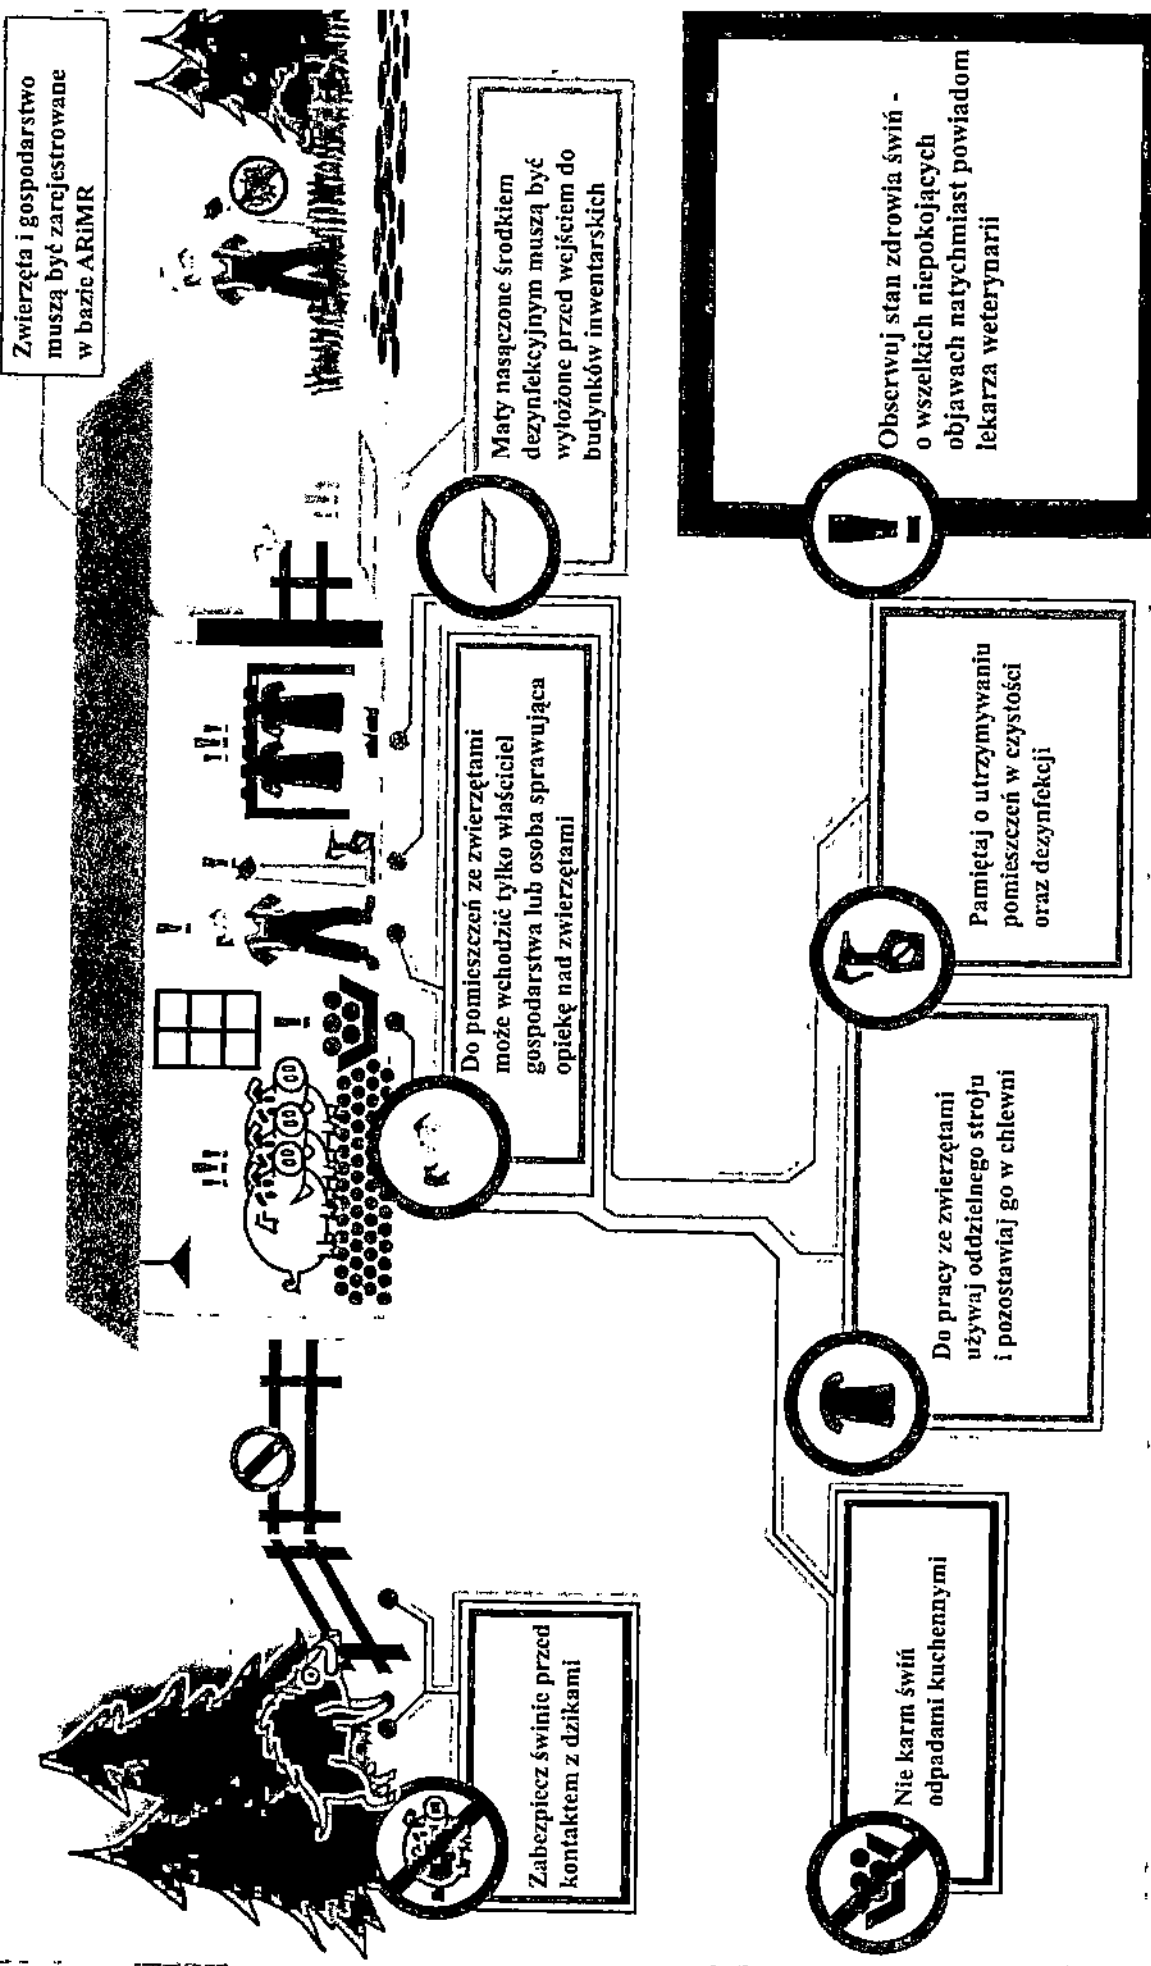 Zwierzęta i gospodarstwo
muszą być zarejestrowane
w bazie ARiMR
Zabezpiecz świnie przed
kontaktem z dzikami
Do pomieszczeń ze zwierzętami
może wchodzić tylko właściciel
gospodarstwa lub osoba sprawująca
opiekę nad zwierzętami
Maty nasączone środkiem
dezynfekcyjnym muszą być
wyłożone przed wejściem do
budynków inwentarskich
Nie karm świń
odpadami kuchennymi
Do pracy ze zwierzętami
używaj oddzielnego stroju
i pozostawiaj go w chlewni
Pamiętaj o utrzymywaniu
pomieszczeń w czystości
oraz dezynfekcji
Obserwuj stan zdrowia świń -
o wszelkich niepokojących
objawach natychmiast powiadom
lekarza weterynarii